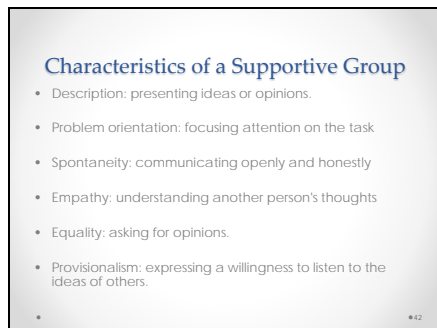 Characteristics of a Supportive Group
• Description: presenting ideas or opinions.
• Problem orientation: focusing attention on the task
• Spontaneity: communicating openly and honestly
• Empathy: understanding another person's thoughts
• Equality: asking for opinions.
• Provisionalism: expressing a willingness to listen to the
ideas of others.
• •42